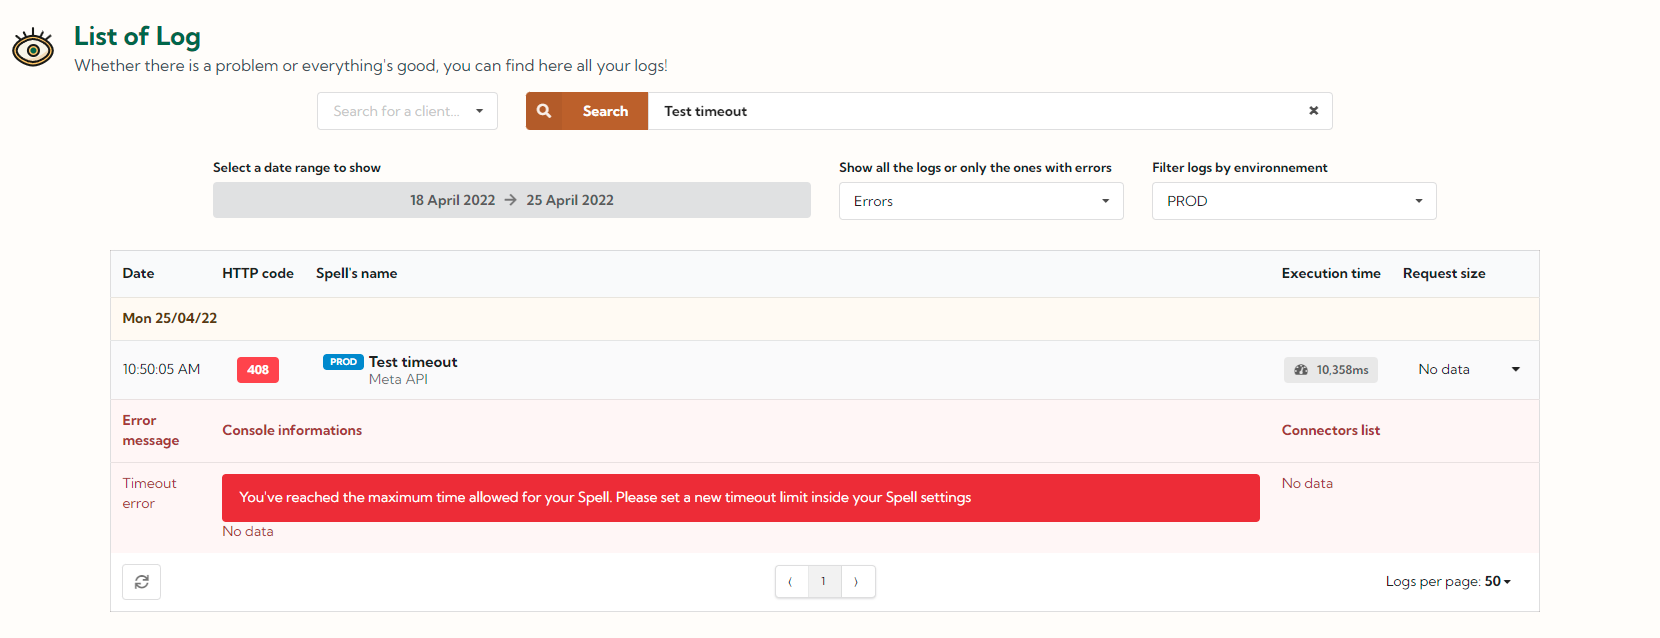 List of Log
Whether there is a problem or everything's good, you can find here all your logs!
Search for a client...
Search
Test timeout
Select a date range to show
Show all the logs or only the ones with errors
Filter logs by environnement
18 April 2022 → 25 April 2022
Errors
PROD
Date HTTP code Spell's name Execution time Request size
Mon 25/04/22
10:50:05 AM 408 PROD Test timeout 10,358ms No data
Meta API
Error message Console informations Connectors list
Timeout error
You've reached the maximum time allowed for your Spell. Please set a new timeout limit inside your Spell settings
No data
No data
⟨ 1 ⟩
Logs per page: 50